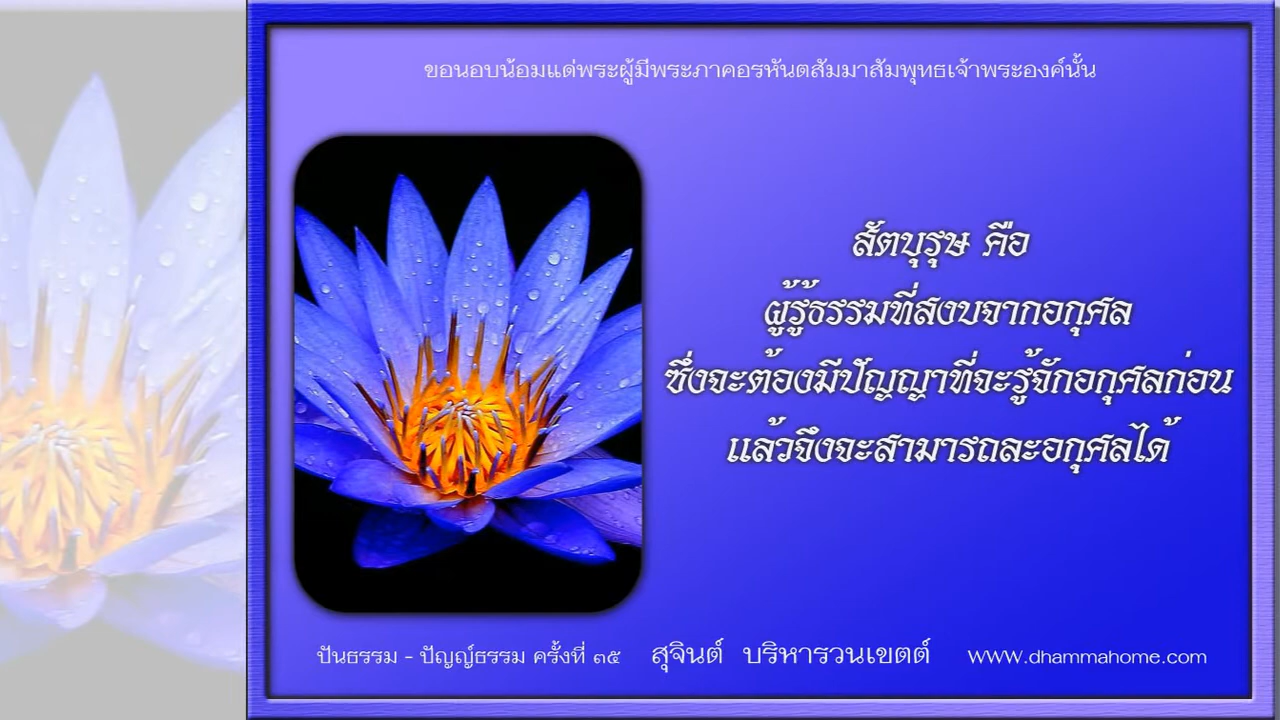 ขอนอบน้อมแด่พระผู้มีพระภาคอรหันตสัมมาสัมพุทธเจ้าพระองค์นั้น
สัตบุรุษ คือ
ผู้รู้ธรรมที่สงบจากอกุศล
ซึ่งจะต้องมีปัญญาที่จะรู้จักอกุศลก่อน
แล้วจึงจะสามารถละอกุศลได้
ปันธรรม - ปัญญ์ธรรม ครั้งที่ ๓๕ สุจินต์ บริหารวนเขตต์ www.dhammahome.com